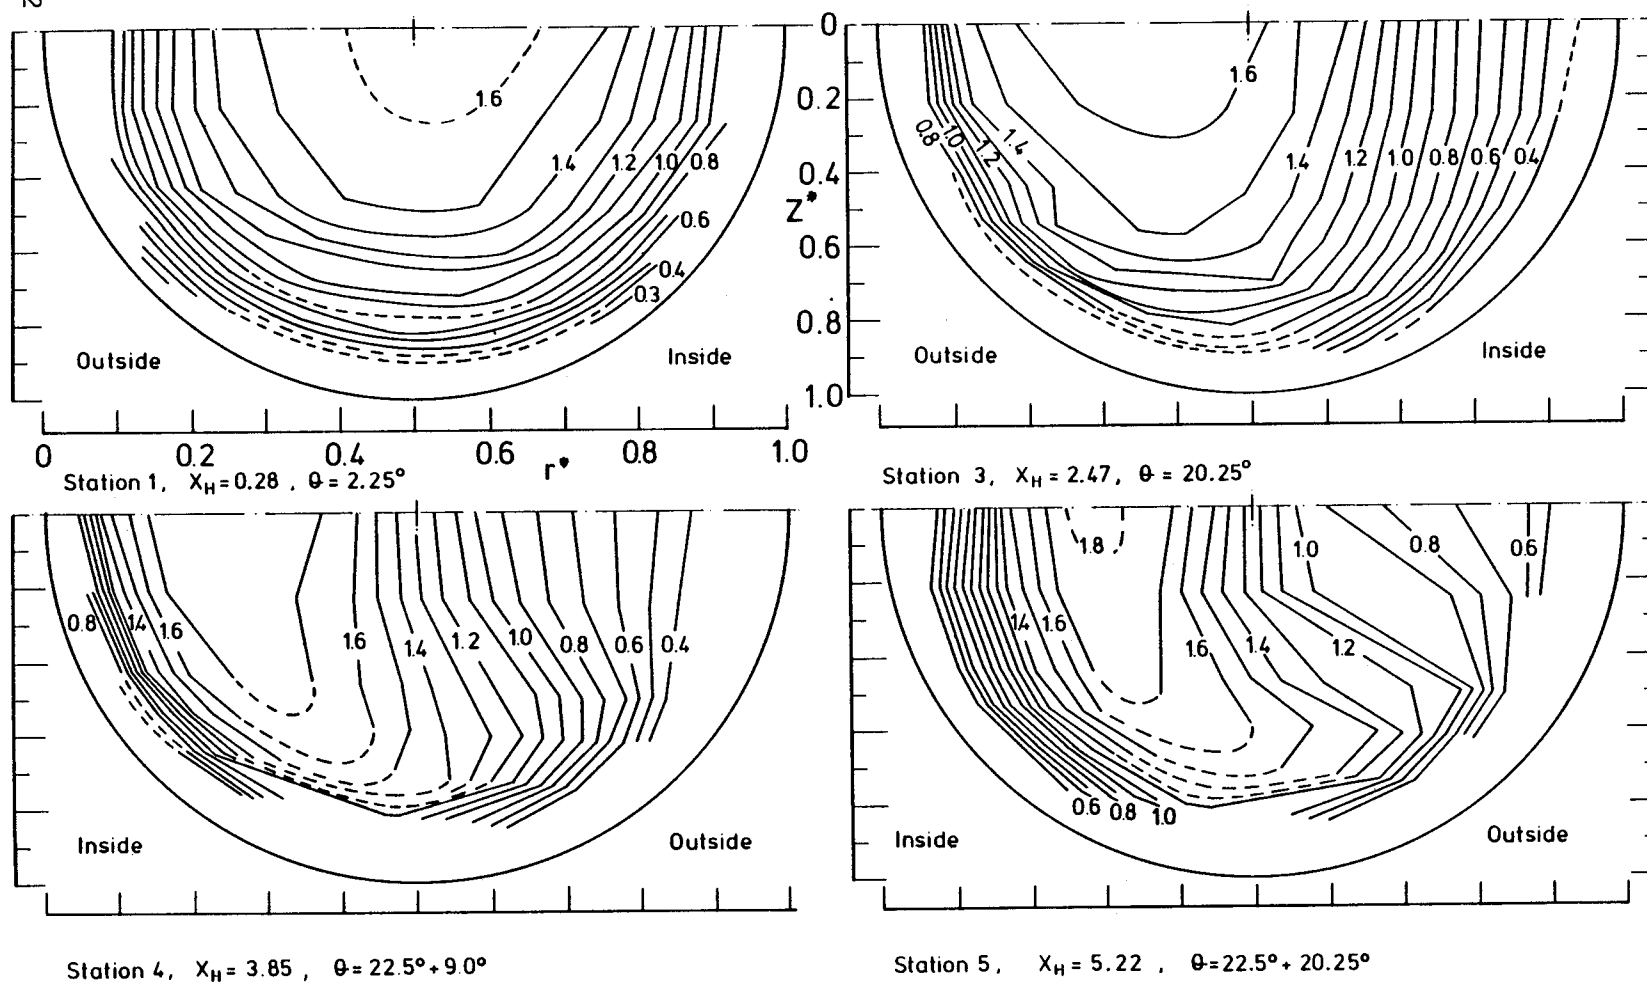 2
1.6
1.4 1.2 1.0 0.8
0.6
0.4
0.3
Outside Inside
0 0.2 0.4 0.6 0.8 1.0
r*
Station 1, XH = 0.28 , θ = 2.25°
0
0.2
0.4
Z*
0.6
0.8
1.0
1.6
0.8 1.0 1.2 1.4
1.4 1.2 1.0 0.8 0.6 0.4
Outside Inside
Station 3, XH = 2.47, θ = 20.25°
0.8 1.4 1.6 1.6 1.4 1.2 1.0 0.8 0.6 0.4
Inside Outside
Station 4, XH = 3.85 , θ = 22.5° + 9.0°
1.8 1.0 0.8 0.6
1.4 1.6 1.6 1.4 1.2
0.6 0.8 1.0
Inside Outside
Station 5, XH = 5.22 , θ = 22.5° + 20.25°